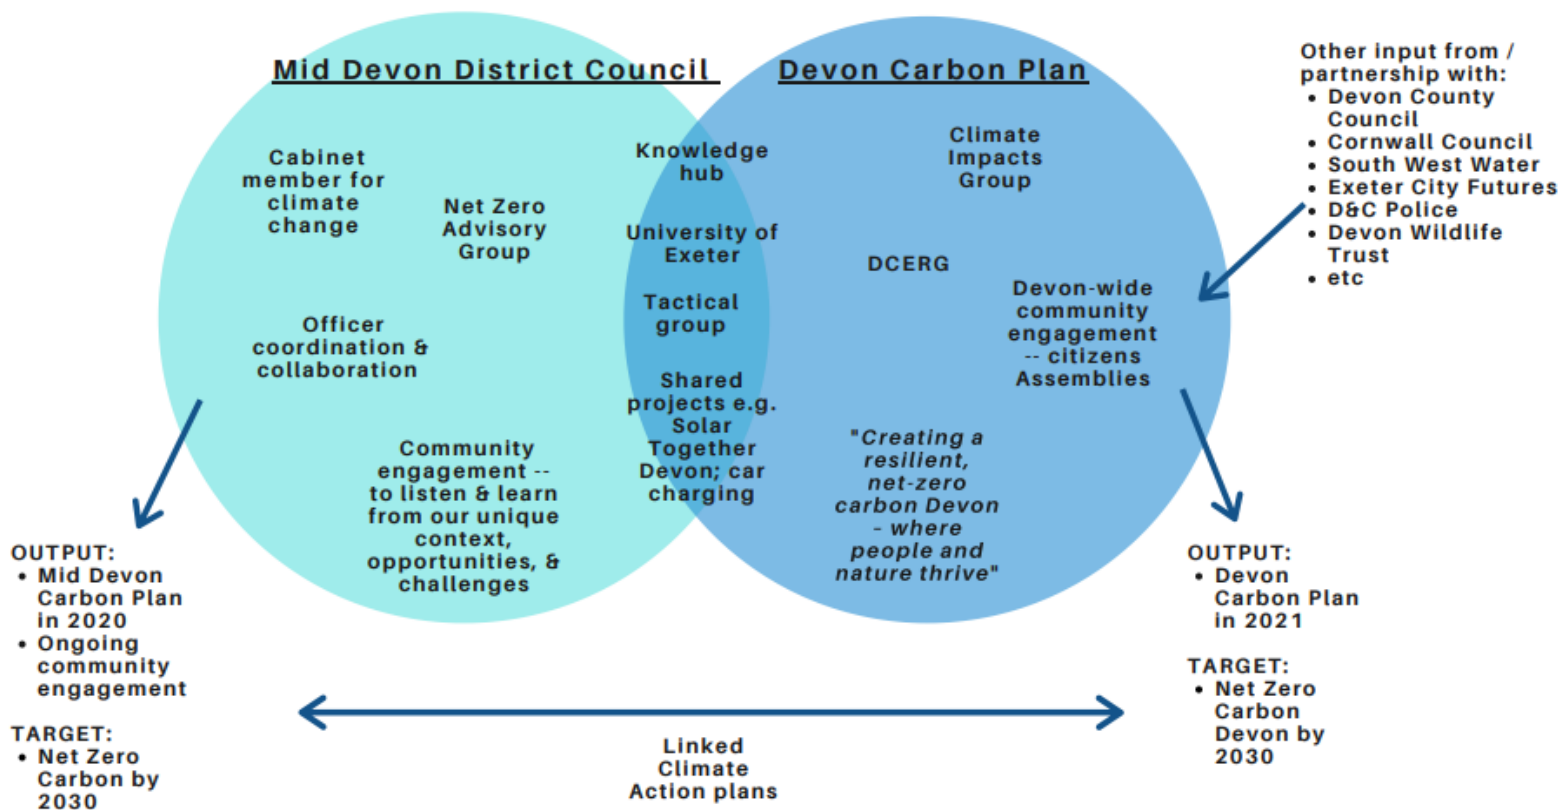 Mid Devon District Council
Cabinet
member for
climate
change
Net Zero
Advisory
Group
Officer
coordination &
collaboration
Community
engagement --
to listen & learn
from our unique
context,
opportunities, &
challenges
Knowledge
hub
University of
Exeter
Tactical
group
Shared
projects e.g.
Solar
Together
Devon; car
charging
Devon Carbon Plan
Climate
Impacts
Group
DCERG
Devon-wide
community
engagement
-- citizens
Assemblies
"Creating a
resilient,
net-zero
carbon Devon
– where
people and
nature thrive"
Other input from /
partnership with:
• Devon County
Council
• Cornwall Council
• South West Water
• Exeter City Futures
• D&C Police
• Devon Wildlife
Trust
• etc
OUTPUT:
• Mid Devon
Carbon Plan
in 2020
• Ongoing
community
engagement
TARGET:
• Net Zero
Carbon by
2030
Linked
Climate
Action plans
OUTPUT:
• Devon
Carbon Plan
in 2021
TARGET:
• Net Zero
Carbon
Devon by
2030